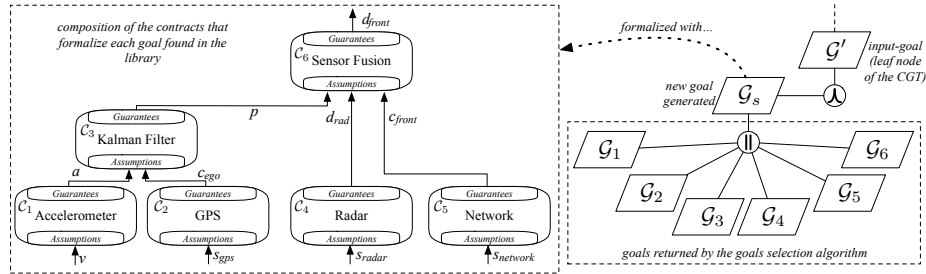 composition of the contracts that
formalize each goal found in the
library
d_front
Guarantees
C_6 Sensor Fusion
Assumptions
p
d_rad
c_front
Guarantees
C_3 Kalman Filter
Assumptions
a
c_ego
Guarantees
C_1 Accelerometer
Assumptions
v
Guarantees
C_2 GPS
Assumptions
s_gps
Guarantees
C_4 Radar
Assumptions
s_radar
Guarantees
C_5 Network
Assumptions
s_network
formalized with...
G'
input-goal
(leaf node
of the CGT)
new goal
generated
G_s
G_1
G_2
G_3
G_4
G_5
G_6
goals returned by the goals selection algorithm